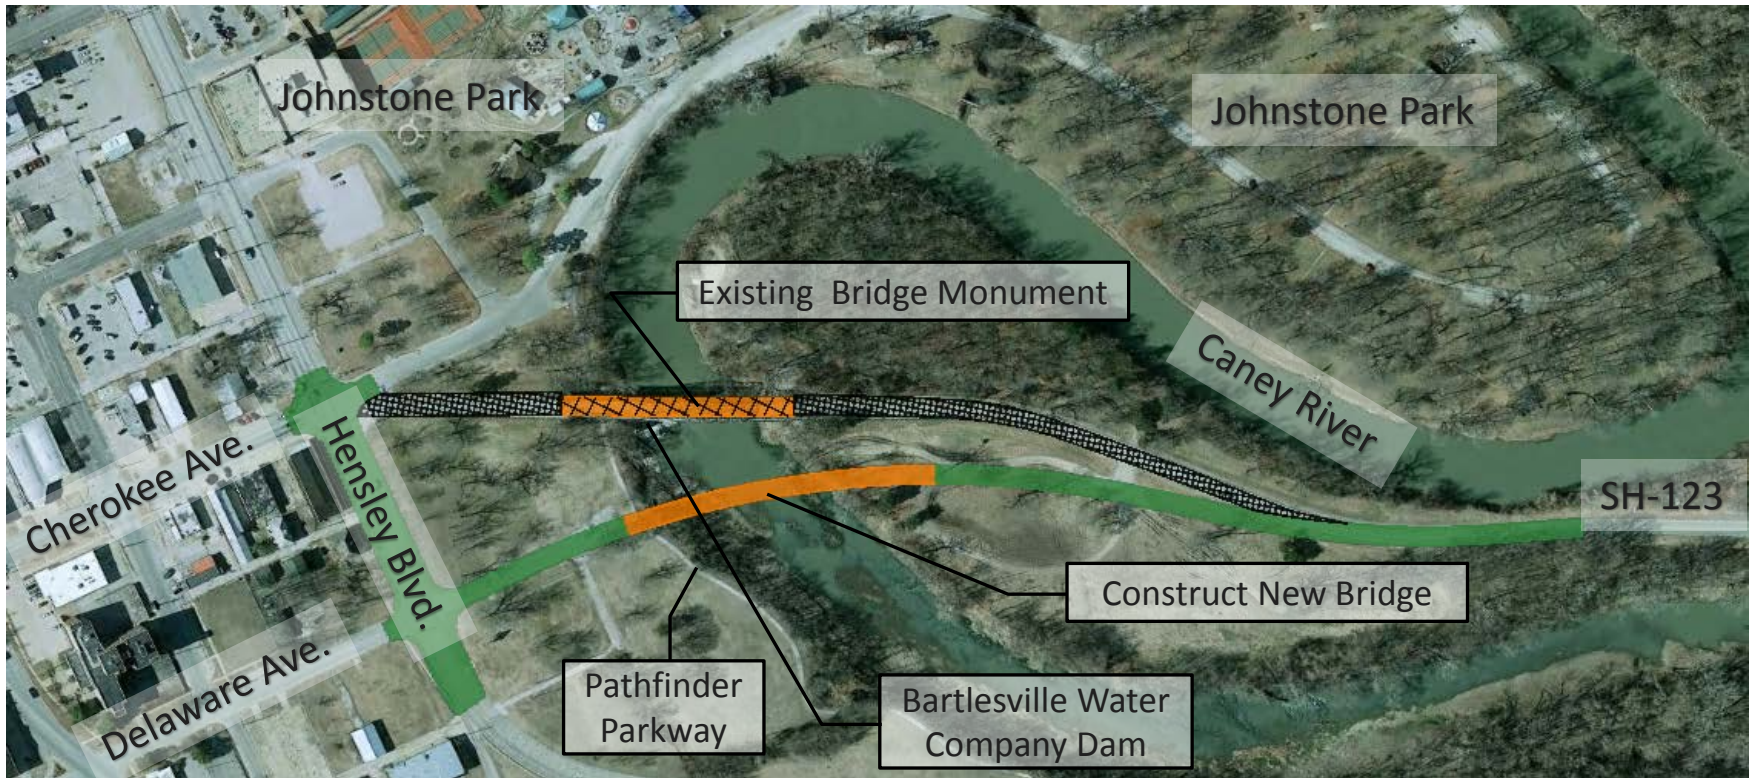 Johnstone Park
Johnstone Park
Existing Bridge Monument
Caney River
Cherokee Ave.
Hensley Blvd.
SH-123
Construct New Bridge
Delaware Ave.
Pathfinder
Parkway
Bartlesville Water
Company Dam